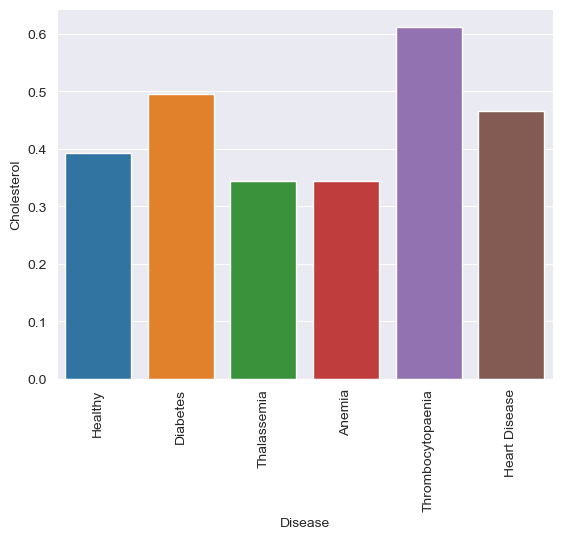 0.6
0.5
0.4
0.3
0.2
0.1
0.0
Cholesterol
Healthy
Diabetes
Thalassemia
Anemia
Thrombocytopaenia
Heart Disease
Disease